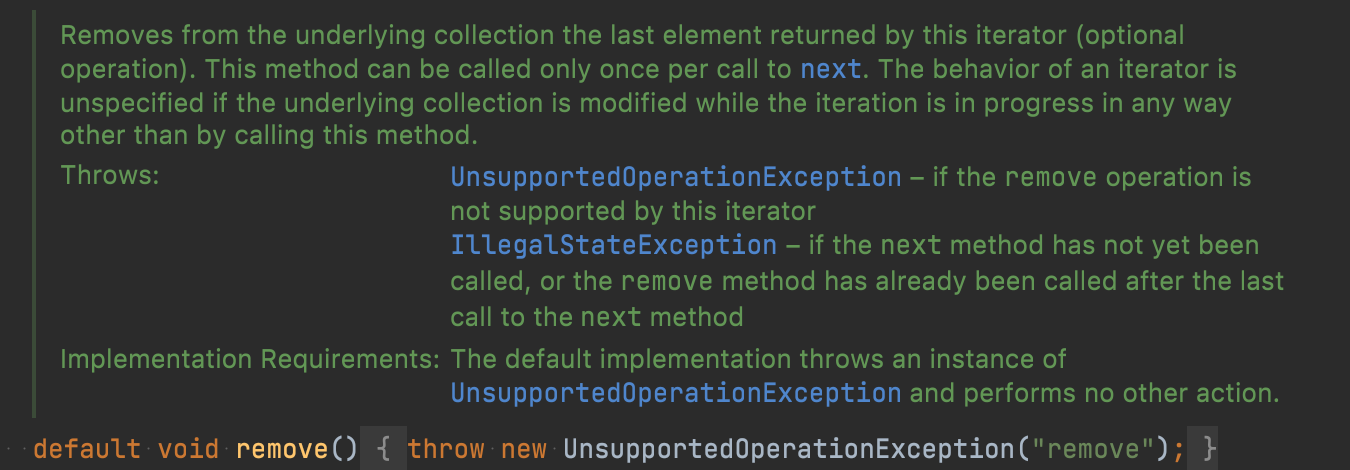 Removes from the underlying collection the last element returned by this iterator (optional
operation). This method can be called only once per call to next. The behavior of an iterator is
unspecified if the underlying collection is modified while the iteration is in progress in any way
other than by calling this method.
Throws: UnsupportedOperationException – if the remove operation is
not supported by this iterator
IllegalStateException – if the next method has not yet been
called, or the remove method has already been called after the last
call to the next method
Implementation Requirements: The default implementation throws an instance of
UnsupportedOperationException and performs no other action.
default void remove() { throw new UnsupportedOperationException("remove"); }